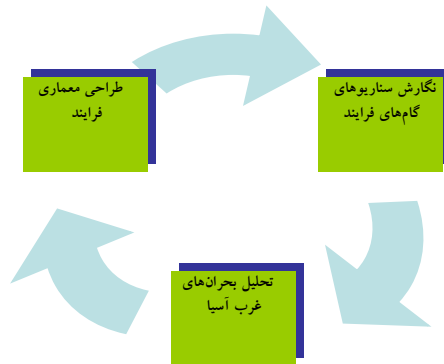 نگارش سناریوهای
گام‌های فرایند
طراحی معماری
فرایند
تحلیل بحران‌های
غرب آسیا